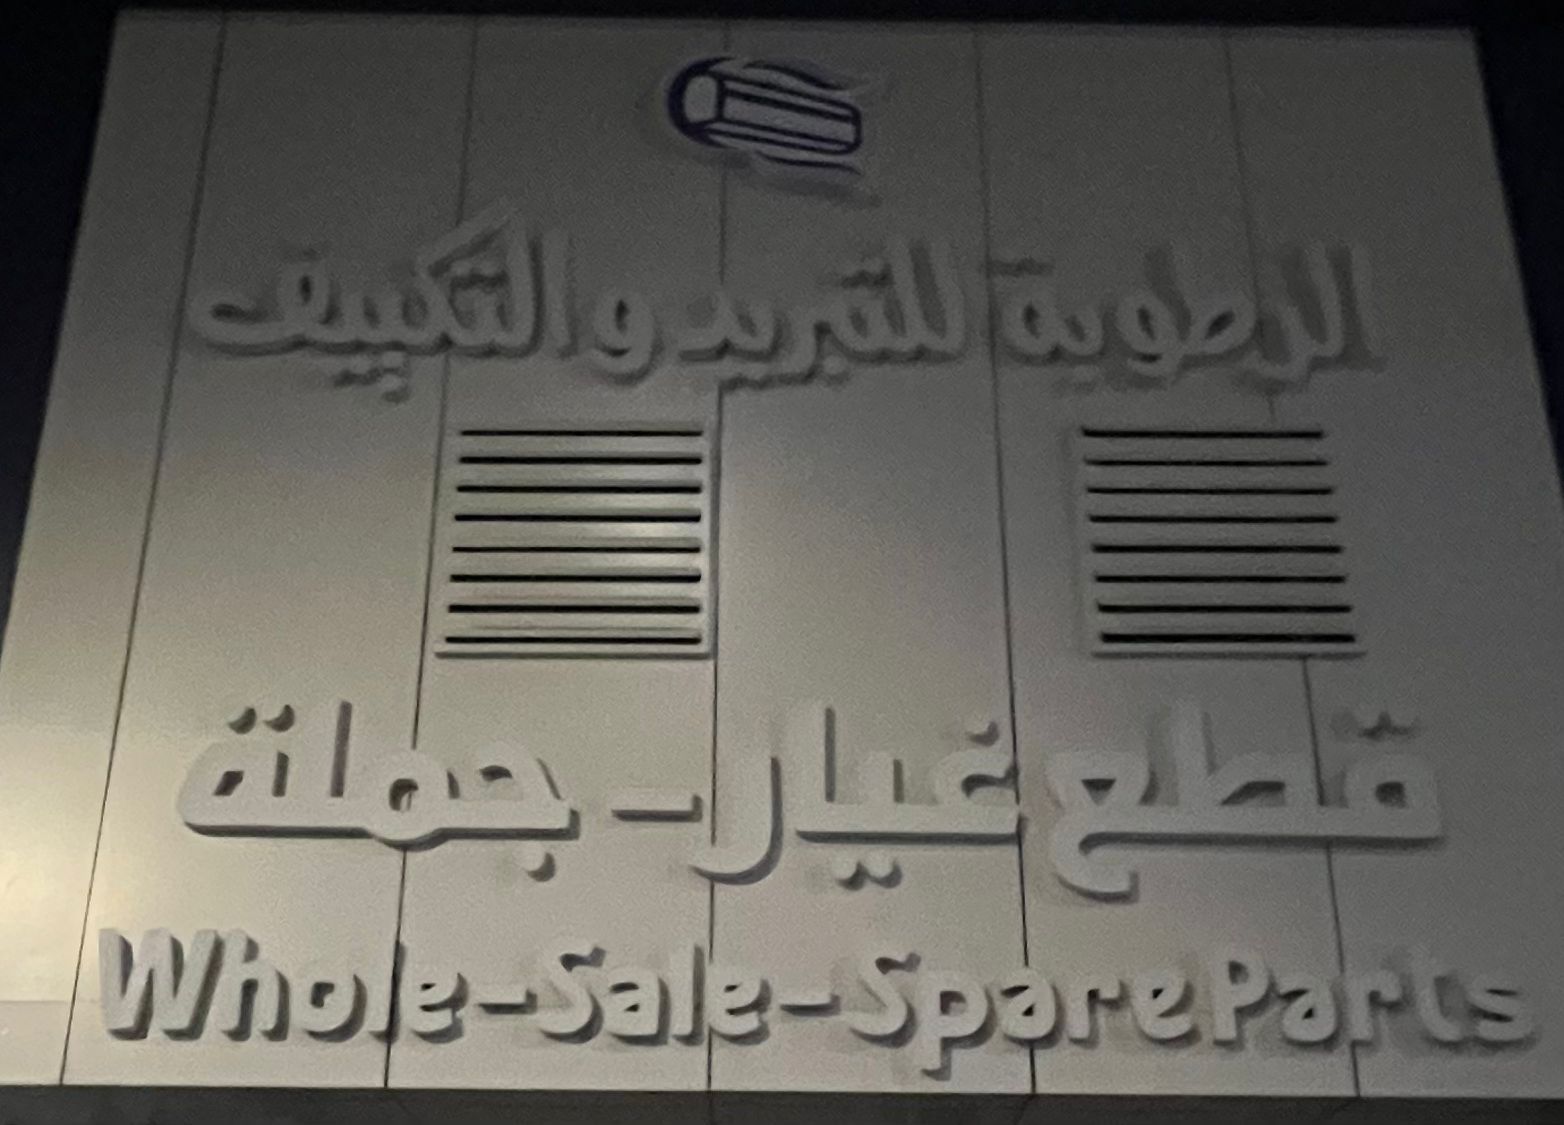 الرطوبة للتبريد والتكييف
قطع غيار - جملة
Whole-Sale-Spare Parts